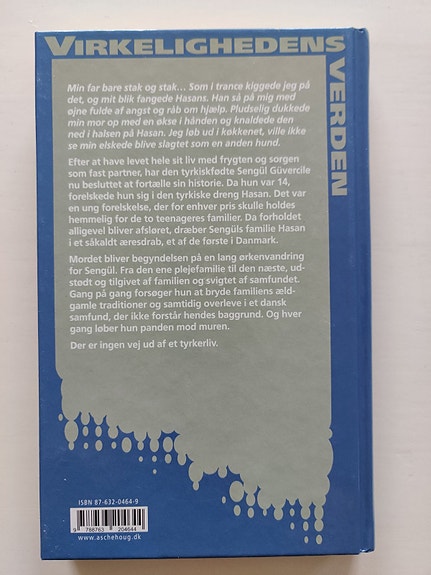 VIRKELIGHEDENS
VERDEN
Min far bare stak og stak… Som i trance kiggede jeg på
det, og mit blik fangede Hasans. Han så på mig med
øjne fulde af angst og råb om hjælp. Pludselig dukkede
min mor op med en økse i hånden og knaldede den
ned i halsen på Hasan. Jeg løb ud i køkkenet, ville ikke
se min elskede blive slagtet som en anden hund.
Efter at have levet hele sit liv med frygten og sorgen
som fast partner, har den tyrkiskfødte Sengül Güvercile
nu besluttet at fortælle sin historie. Da hun var 14,
forelskede hun sig i den tyrkiske dreng Hasan. Det var
en ung forelskelse, der for enhver pris skulle holdes
hemmelig for de to teenageres familier. Da forholdet
alligevel bliver afsløret, dræber Sengüls familie Hasan
i et såkaldt æresdrab, et af de første i Danmark.
Mordet bliver begyndelsen på en lang ørkenvandring
for Sengül. Fra den ene plejefamilie til den næste, ud-
stødt og tilgivet af familien og svigtet af samfundet.
Gang på gang forsøger hun at bryde familiens æld-
gamle traditioner og samtidig overleve i et dansk
samfund, der ikke forstår hendes baggrund. Og hver
gang løber hun panden mod muren.
Der er ingen vej ud af et tyrkerliv.
ISBN 87-632-0464-9
9 788763 204644
www.aschehoug.dk